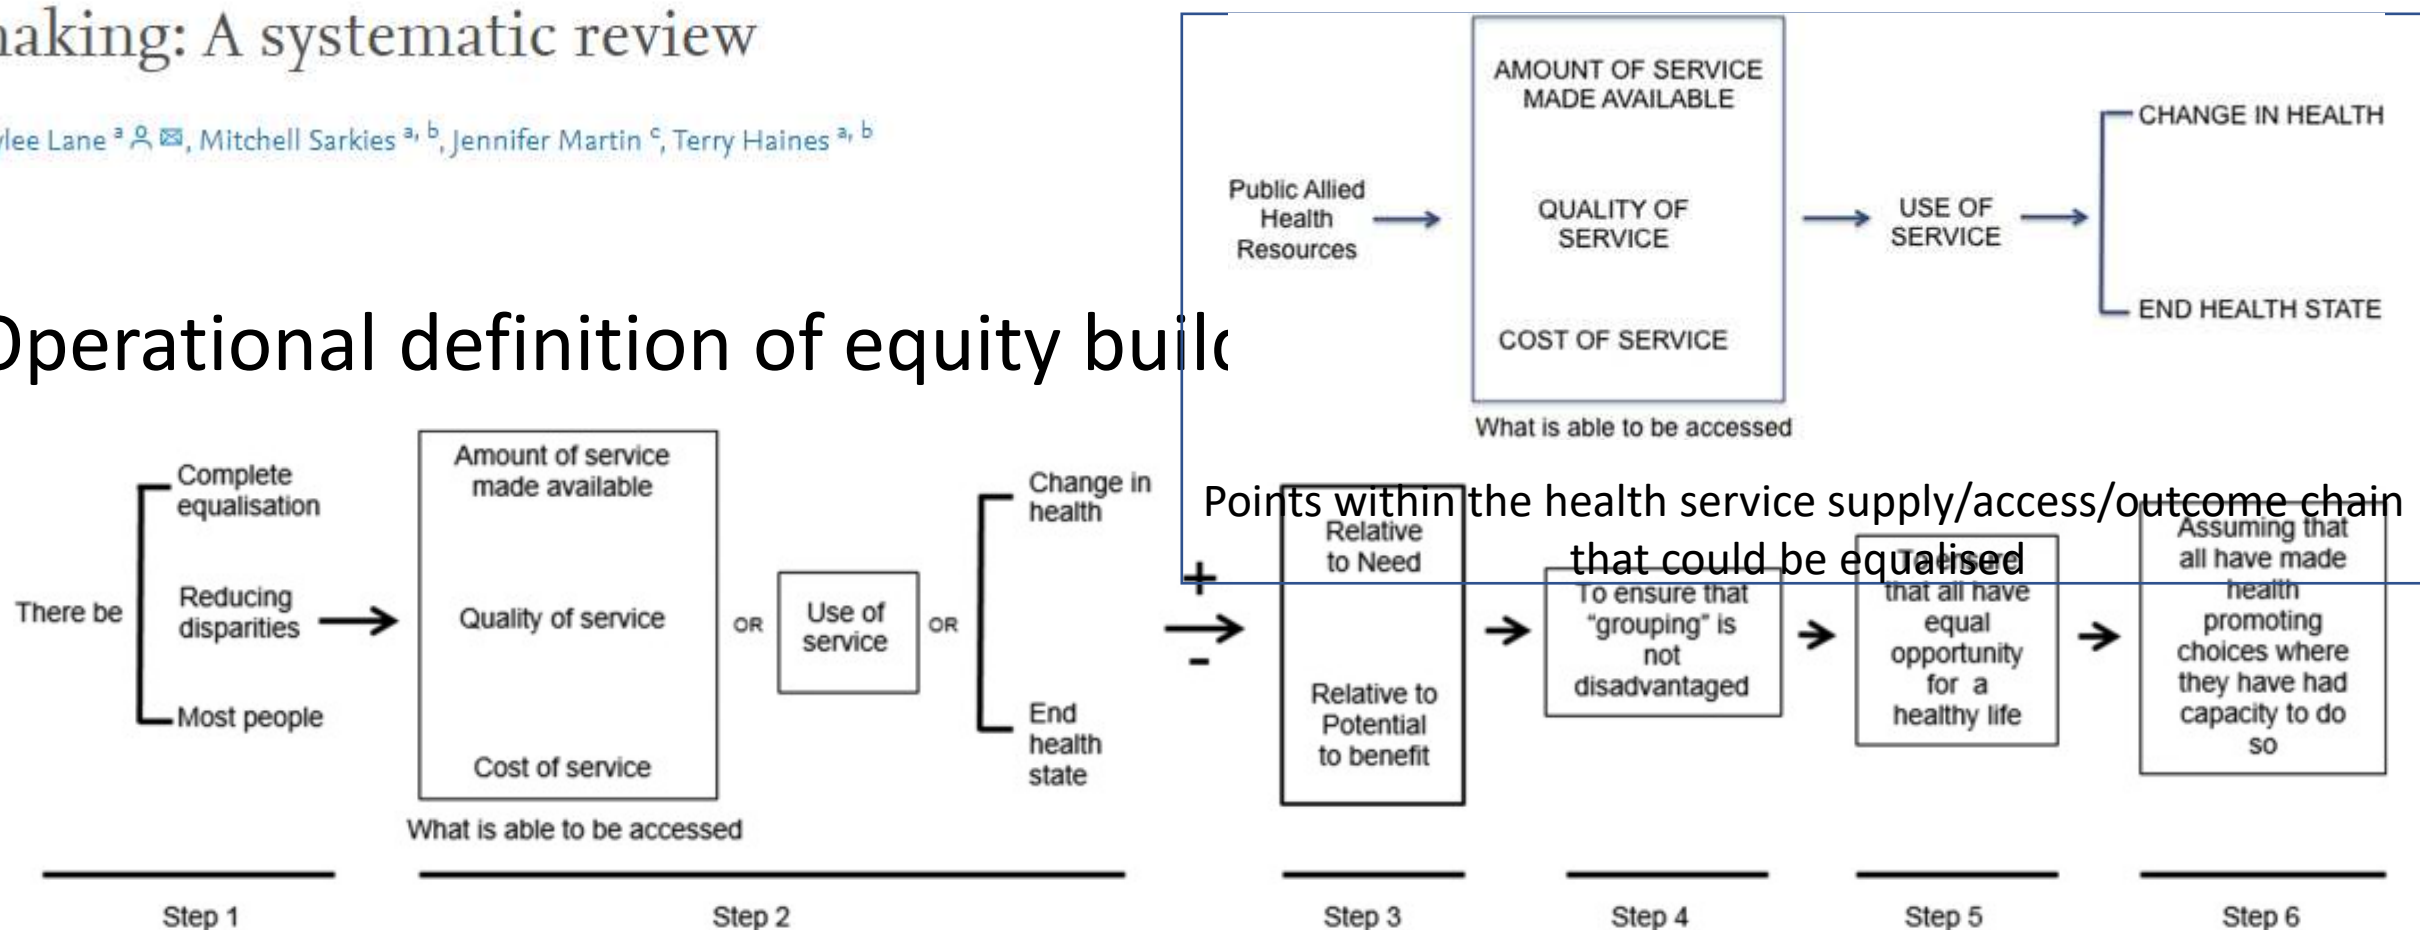 naking: A systematic review
ylee Lane a, Mitchell Sarkies a, b, Jennifer Martin c, Terry Haines a, b
Operational definition of equity build
Public Allied
Health
Resources
AMOUNT OF SERVICE
MADE AVAILABLE
QUALITY OF
SERVICE
COST OF SERVICE
What is able to be accessed
USE OF
SERVICE
CHANGE IN HEALTH
END HEALTH STATE
Points within the health service supply/access/outcome chain
that could be equalised
There be
Complete
equalisation
Reducing
disparities
Most people
Amount of service
made available
Quality of service
Cost of service
What is able to be accessed
OR
Use of
service
OR
Change in
health
End
health
state
+
-
Relative
to Need
Relative to
Potential
to benefit
To ensure that
“grouping” is
not
disadvantaged
To ensure
that all have
equal
opportunity
for a
healthy life
Assuming that
all have made
health
promoting
choices where
they have had
capacity to do
so
Step 1
Step 2
Step 3
Step 4
Step 5
Step 6